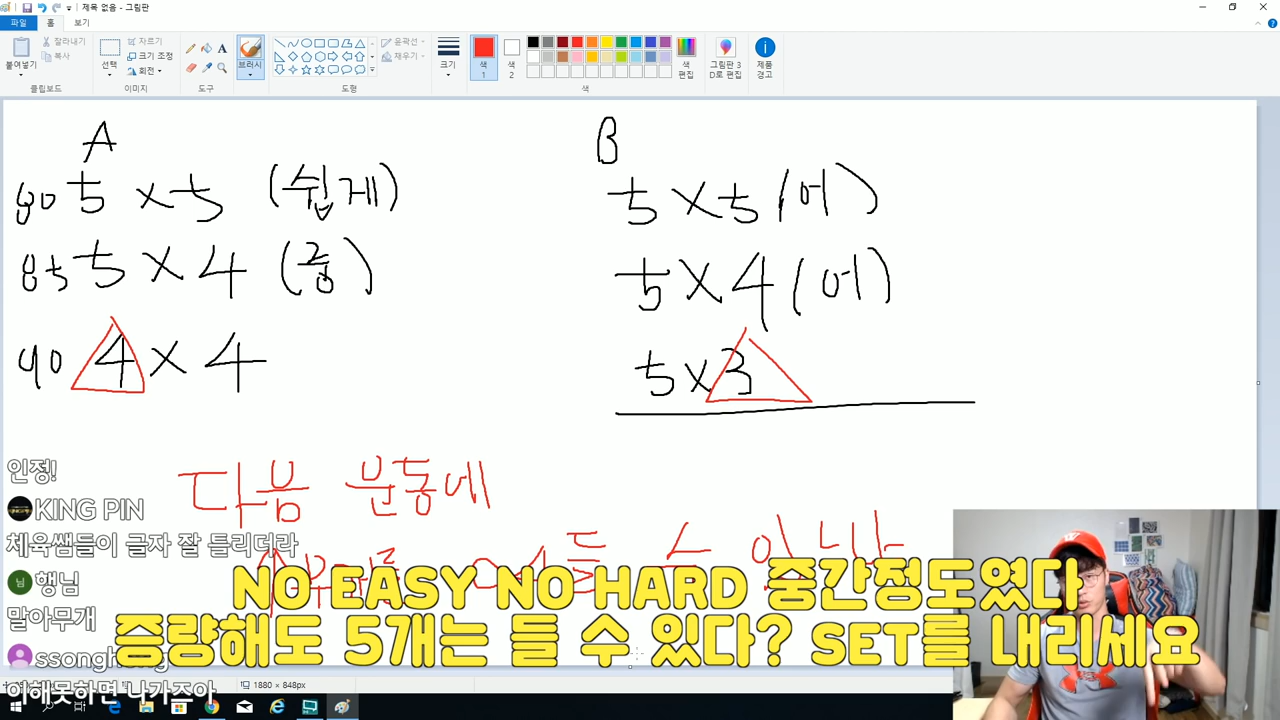 제목 없음 - 그림판
파일 홈 보기
붙여넣기 잘라내기 복사 선택 자르기 크기 조정 회전 브러시 윤곽선 채우기 크기 색 1 색 2 색 편집 그림판 3D로 편집 제품 경고
클립보드 이미지 도구 도형 색
A
80 5 × 5 (쉽게)
85 5 × 4 (중)
90 4 × 4
B
5 × 5 (어)
5 × 4 (어)
5 × 3
다음 운동에
들 수 있
인정!
KING PIN
체육쌤들이 글자 잘 틀리더라
님 행님
말아무개
이해못하면 나가즈아
NO EASY NO HARD 중간정도였다
증량해도 5개는 들 수 있다? SET를 내리세요
1880 × 848px